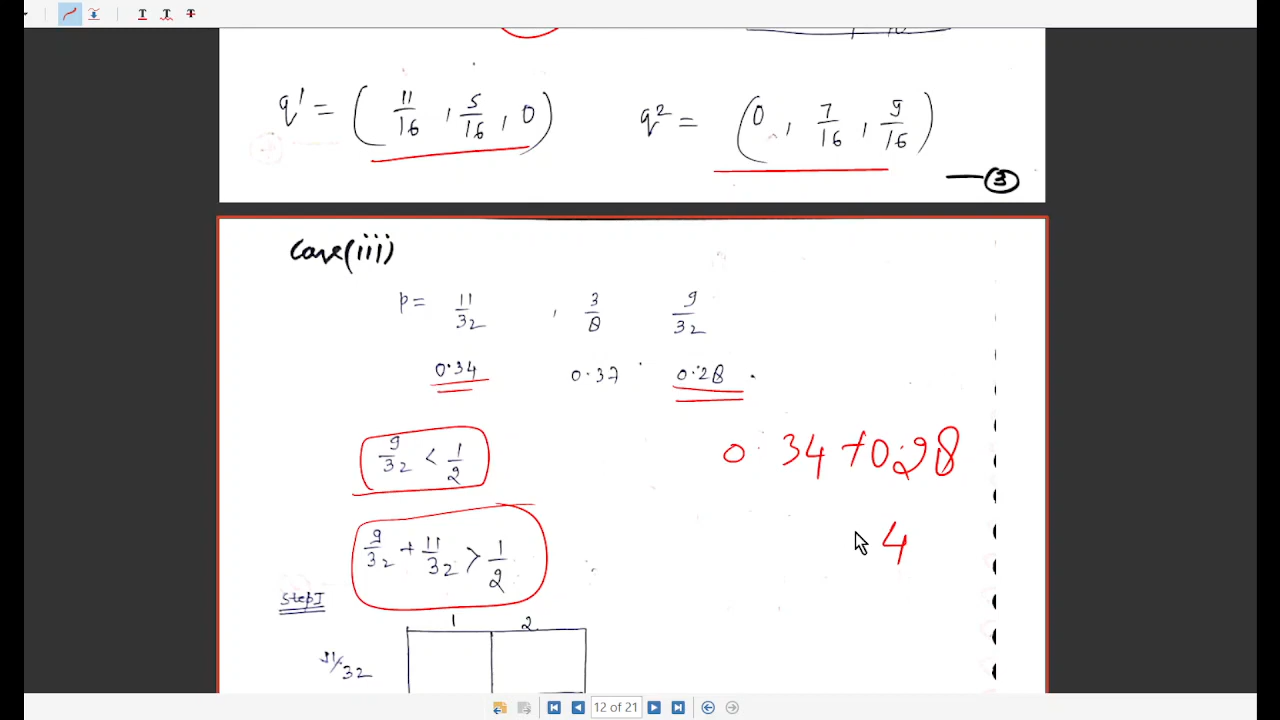 T T T
q¹ = ( 11/16 , 5/16 , 0 ) q² = ( 0 , 7/16 , 9/16 )
— ③
Case(iii)
p = 11/32 , 3/8 9/32
0.34 0.37 0.28
9/32 < 1/2
0.34+0.28
4
9/32 + 11/32 > 1/2
Step I
1 2
11/32
12 of 21